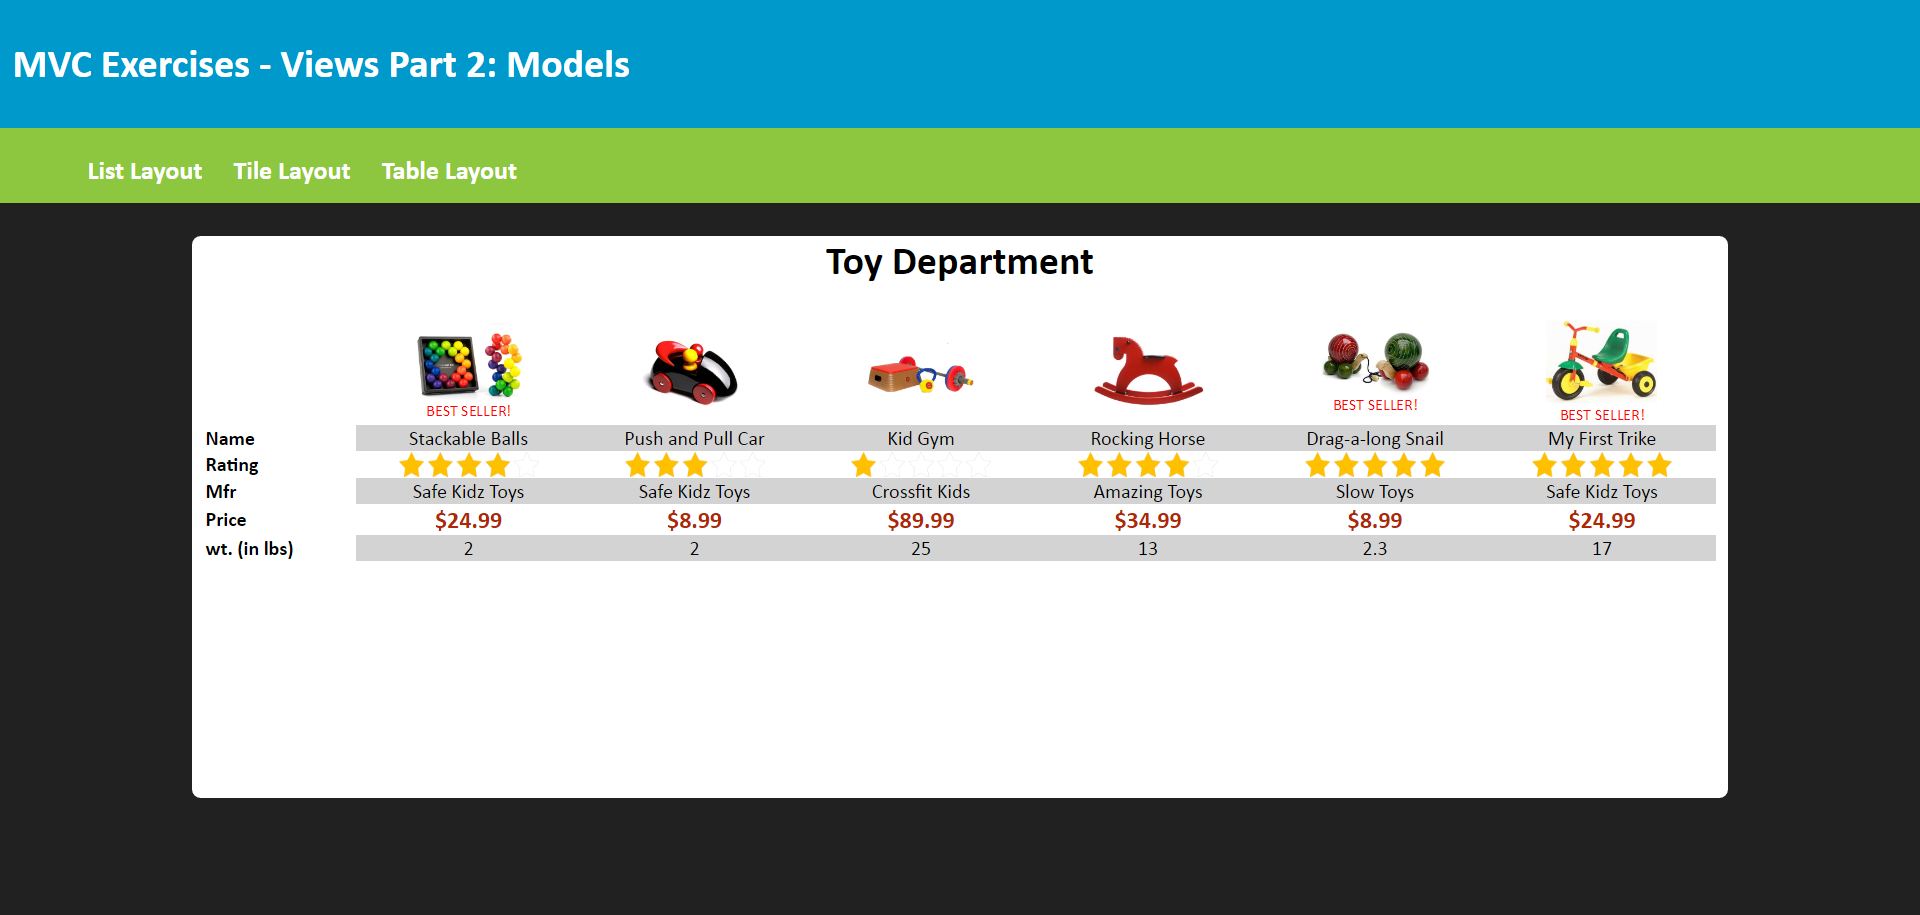 MVC Exercises - Views Part 2: Models
List Layout Tile Layout Table Layout
Toy Department
BEST SELLER! BEST SELLER! BEST SELLER!
Name Stackable Balls Push and Pull Car Kid Gym Rocking Horse Drag-a-long Snail My First Trike
Rating
Mfr Safe Kidz Toys Safe Kidz Toys Crossfit Kids Amazing Toys Slow Toys Safe Kidz Toys
Price $24.99 $8.99 $89.99 $34.99 $8.99 $24.99
wt. (in lbs) 2 2 25 13 2.3 17